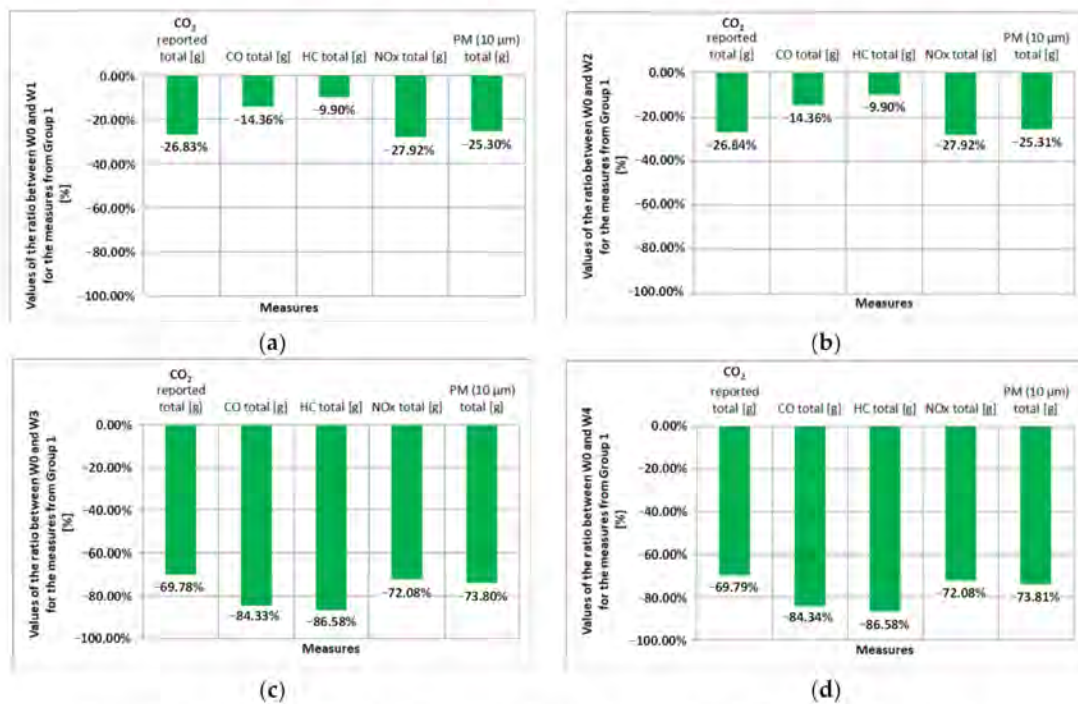 CO2
reported
total [g]
CO total [g]
HC total [g]
NOx total [g]
PM (10 μm)
total [g]
0.00%
−20.00%
−40.00%
−60.00%
−80.00%
−100.00%
−26.83%
−14.36%
−9.90%
−27.92%
−25.30%
Values of the ratio between W0 and W1
for the measures from Group 1
[%]
Measures
(a)
CO2
reported
total [g]
CO total [g]
HC total [g]
NOx total [g]
PM (10 μm)
total [g]
0.00%
−20.00%
−40.00%
−60.00%
−80.00%
−100.00%
−26.84%
−14.36%
−9.90%
−27.92%
−25.31%
Values of the ratio between W0 and W2
for the measures from Group 1
[%]
Measures
(b)
CO2
reported
total [g]
CO total [g]
HC total [g]
NOx total [g]
PM (10 μm)
total [g]
0.00%
−20.00%
−40.00%
−60.00%
−80.00%
−100.00%
−69.78%
−84.33%
−86.58%
−72.08%
−73.80%
Values of the ratio between W0 and W3
for the measures from Group 1
[%]
Measures
(c)
CO2
reported
total [g]
CO total [g]
HC total [g]
NOx total [g]
PM (10 μm)
total [g]
0.00%
−20.00%
−40.00%
−60.00%
−80.00%
−100.00%
−69.79%
−84.34%
−86.58%
−72.08%
−73.81%
Values of the ratio between W0 and W4
for the measures from Group 1
[%]
Measures
(d)